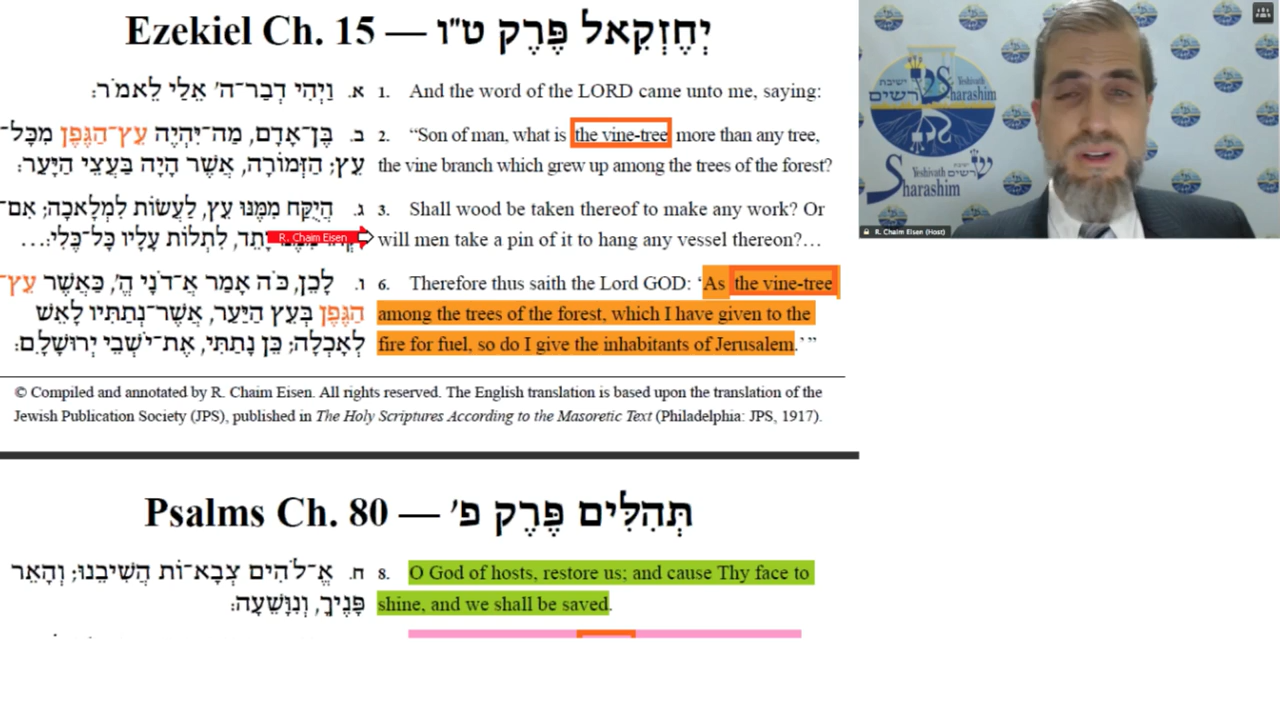 Ezekiel Ch. 15 — יְחֶזְקֵאל פֶּרֶק ט"ו
א. וַיְהִי דְבַר־ה' אֵלַי לֵאמֹר:
1. And the word of the LORD came unto me, saying:
ב. בֶּן־אָדָם, מַה־יִּהְיֶה עֵץ־הַגֶּפֶן מִכָּל־
עֵץ; הַזְּמוֹרָה, אֲשֶׁר הָיָה בַּעֲצֵי הַיָּעַר:
2. “Son of man, what is the vine-tree more than any tree,
the vine branch which grew up among the trees of the forest?
ג. הֲיֻקַּח מִמֶּנּוּ עֵץ, לַעֲשׂוֹת לִמְלָאכָה; אִם־
יָתֵד, לִתְלוֹת עָלָיו כָּל־כֶּלִי:…
R. Chaim Eisen
3. Shall wood be taken thereof to make any work? Or
will men take a pin of it to hang any vessel thereon?…
ו. לָכֵן, כֹּה אָמַר אֲ־דֹנָי ה', כַּאֲשֶׁר עֵץ־
הַגֶּפֶן בְּעֵץ הַיַּעַר, אֲשֶׁר־נְתַתִּיו לָאֵשׁ
לְאָכְלָה; כֵּן נָתַתִּי, אֶת־יֹשְׁבֵי יְרוּשָׁלָ‍ִם:
6. Therefore thus saith the Lord GOD: ‘As the vine-tree
among the trees of the forest, which I have given to the
fire for fuel, so do I give the inhabitants of Jerusalem.’ ”
© Compiled and annotated by R. Chaim Eisen. All rights reserved. The English translation is based upon the translation of the
Jewish Publication Society (JPS), published in The Holy Scriptures According to the Masoretic Text (Philadelphia: JPS, 1917).
Psalms Ch. 80 — תְּהִלִּים פֶּרֶק פ'
ח. אֱ־לֹהִים צְבָא־וֹת הֲשִׁיבֵנוּ; וְהָאֵר
פָּנֶיךָ, וְנִוָּשֵׁעָה:
8. O God of hosts, restore us; and cause Thy face to
shine, and we shall be saved.
ישיבת
שרשים
Yeshivath
Sharashim
ישיבת
שרשים
Yeshivath
Sharashim
R. Chaim Eisen (Host)